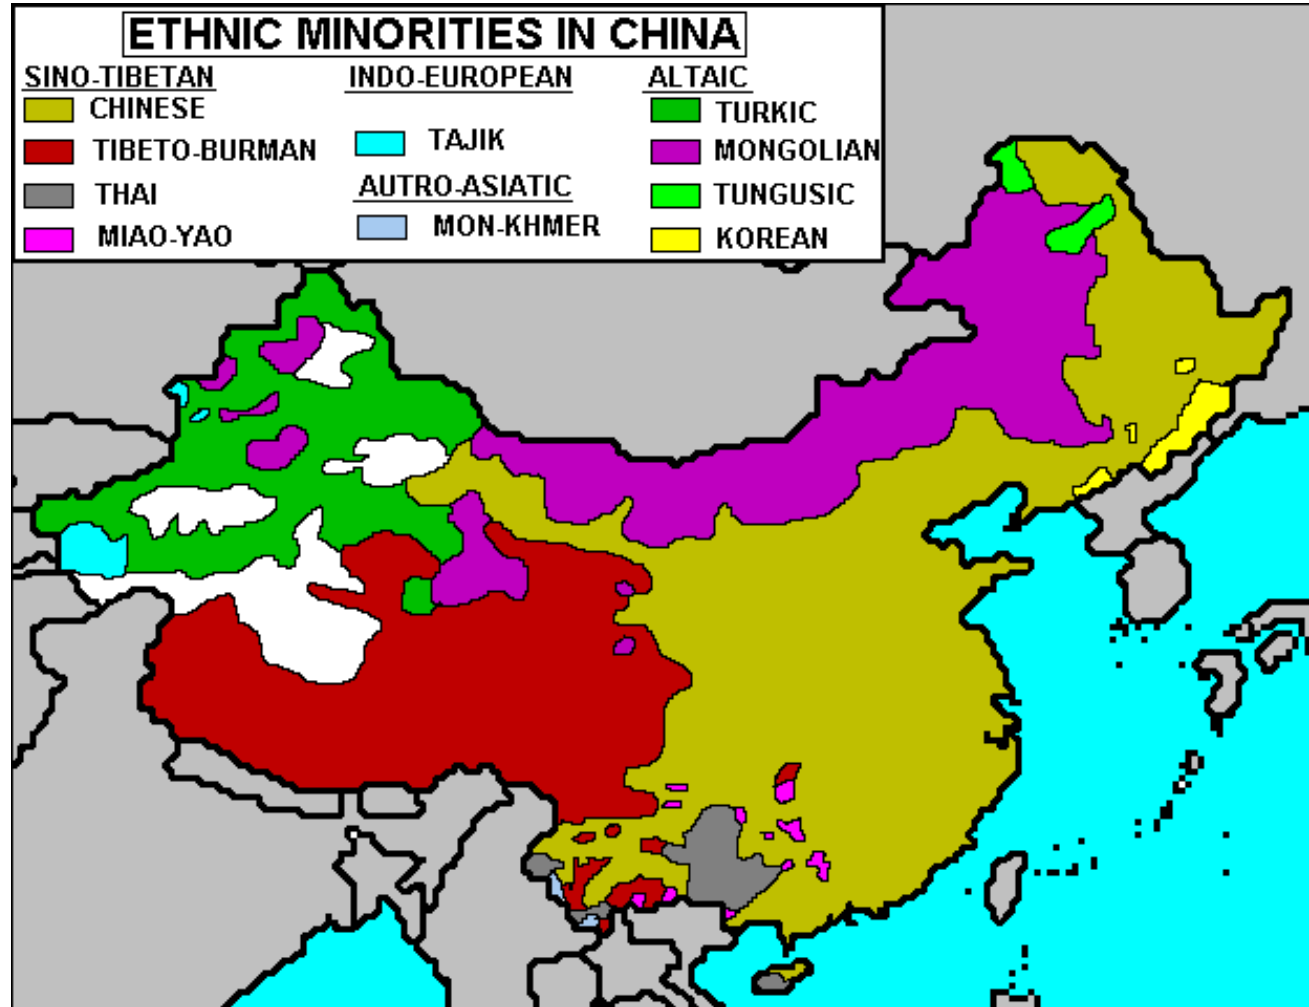 ETHNIC MINORITIES IN CHINA
SINO-TIBETAN
CHINESE
TIBETO-BURMAN
THAI
MIAO-YAO
INDO-EUROPEAN
TAJIK
AUTRO-ASIATIC
MON-KHMER
ALTAIC
TURKIC
MONGOLIAN
TUNGUSIC
KOREAN
1